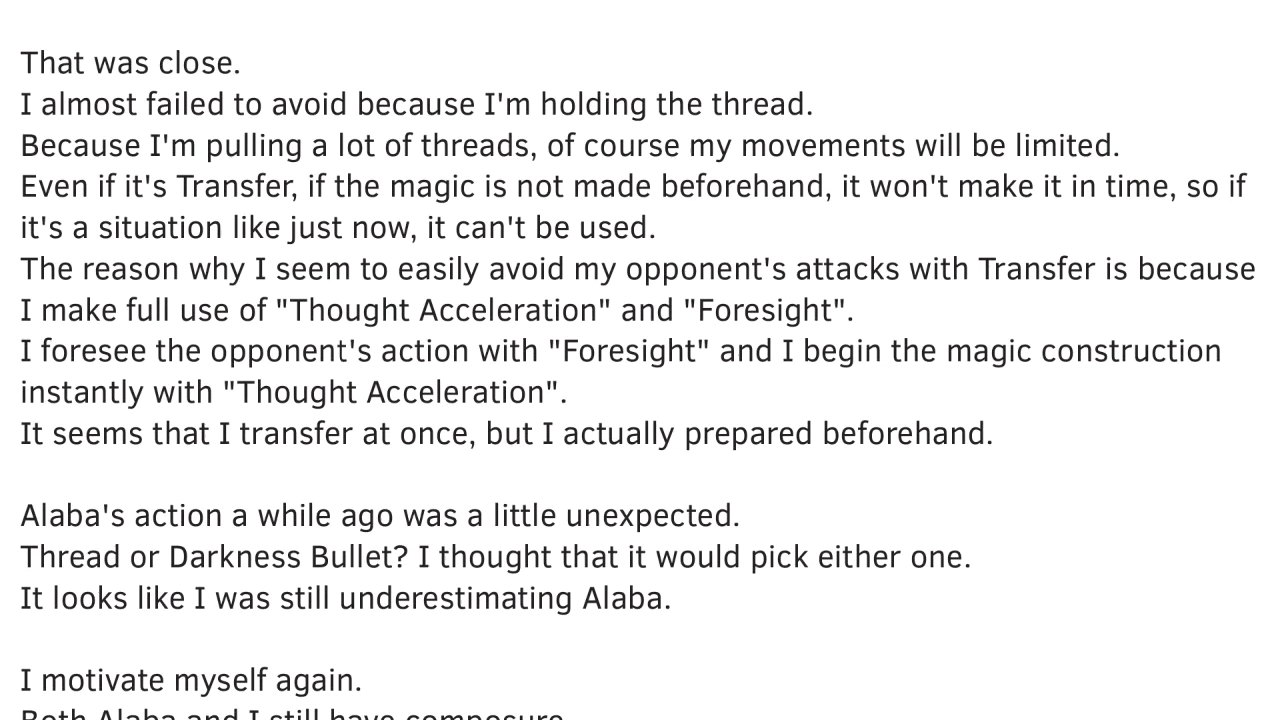 That was close.
I almost failed to avoid because I'm holding the thread.
Because I'm pulling a lot of threads, of course my movements will be limited.
Even if it's Transfer, if the magic is not made beforehand, it won't make it in time, so if
it's a situation like just now, it can't be used.
The reason why I seem to easily avoid my opponent's attacks with Transfer is because
I make full use of "Thought Acceleration" and "Foresight".
I foresee the opponent's action with "Foresight" and I begin the magic construction
instantly with "Thought Acceleration".
It seems that I transfer at once, but I actually prepared beforehand.
Alaba's action a while ago was a little unexpected.
Thread or Darkness Bullet? I thought that it would pick either one.
It looks like I was still underestimating Alaba.
I motivate myself again.
Both Alaba and I still have composure.